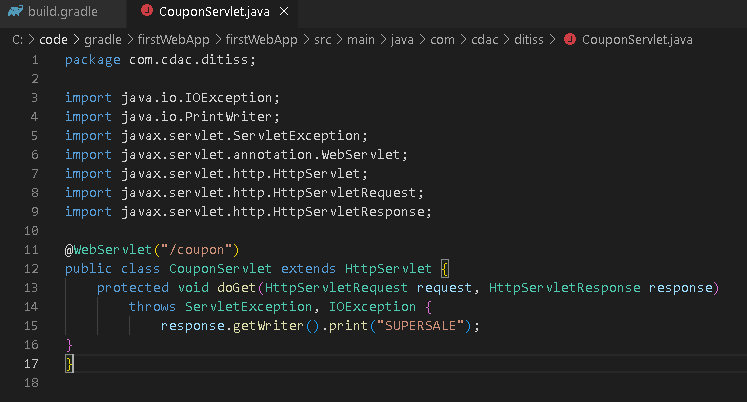 build.gradle
CouponServlet.java ×
C: > code > gradle > firstWebApp > firstWebApp > src > main > java > com > cdac > ditiss > CouponServlet.java
1 package com.cdac.ditiss;
2
3 import java.io.IOException;
4 import java.io.PrintWriter;
5 import javax.servlet.ServletException;
6 import javax.servlet.annotation.WebServlet;
7 import javax.servlet.http.HttpServlet;
8 import javax.servlet.http.HttpServletRequest;
9 import javax.servlet.http.HttpServletResponse;
10
11 @WebServlet("/coupon")
12 public class CouponServlet extends HttpServlet {
13     protected void doGet(HttpServletRequest request, HttpServletResponse response)
14         throws ServletException, IOException {
15             response.getWriter().print("SUPERSALE");
16 }
17 }
18